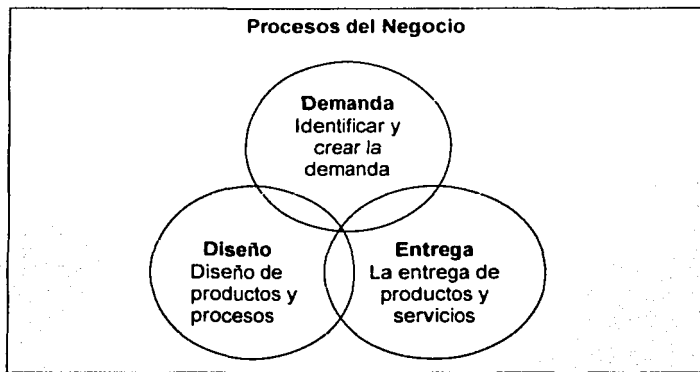 Procesos del Negocio
Demanda
Identificar y
crear la
demanda
Diseño
Diseño de
productos y
procesos
Entrega
La entrega de
productos y
servicios